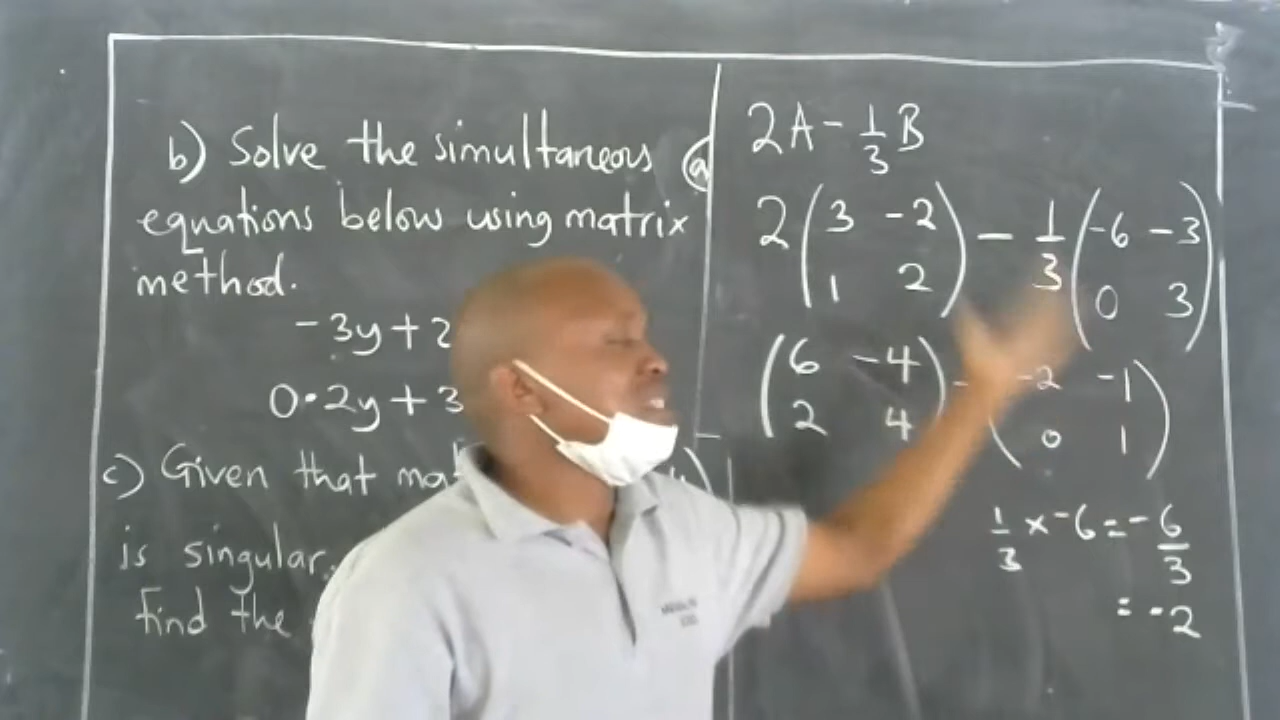 b) Solve the simultaneous
equations below using matrix
method.
-3y+2
0.2y+3
c) Given that
is singular.
find the
a 2A - 1/3 B
2 ( 3 -2 ) - 1/3 ( -6 -3 )
( 1 2 ) ( 0 3 )
( 6 -4 ) - ( -2 -1 )
( 2 4 ) ( 0 1 )
1/3 x -6 = -6/3
= -2